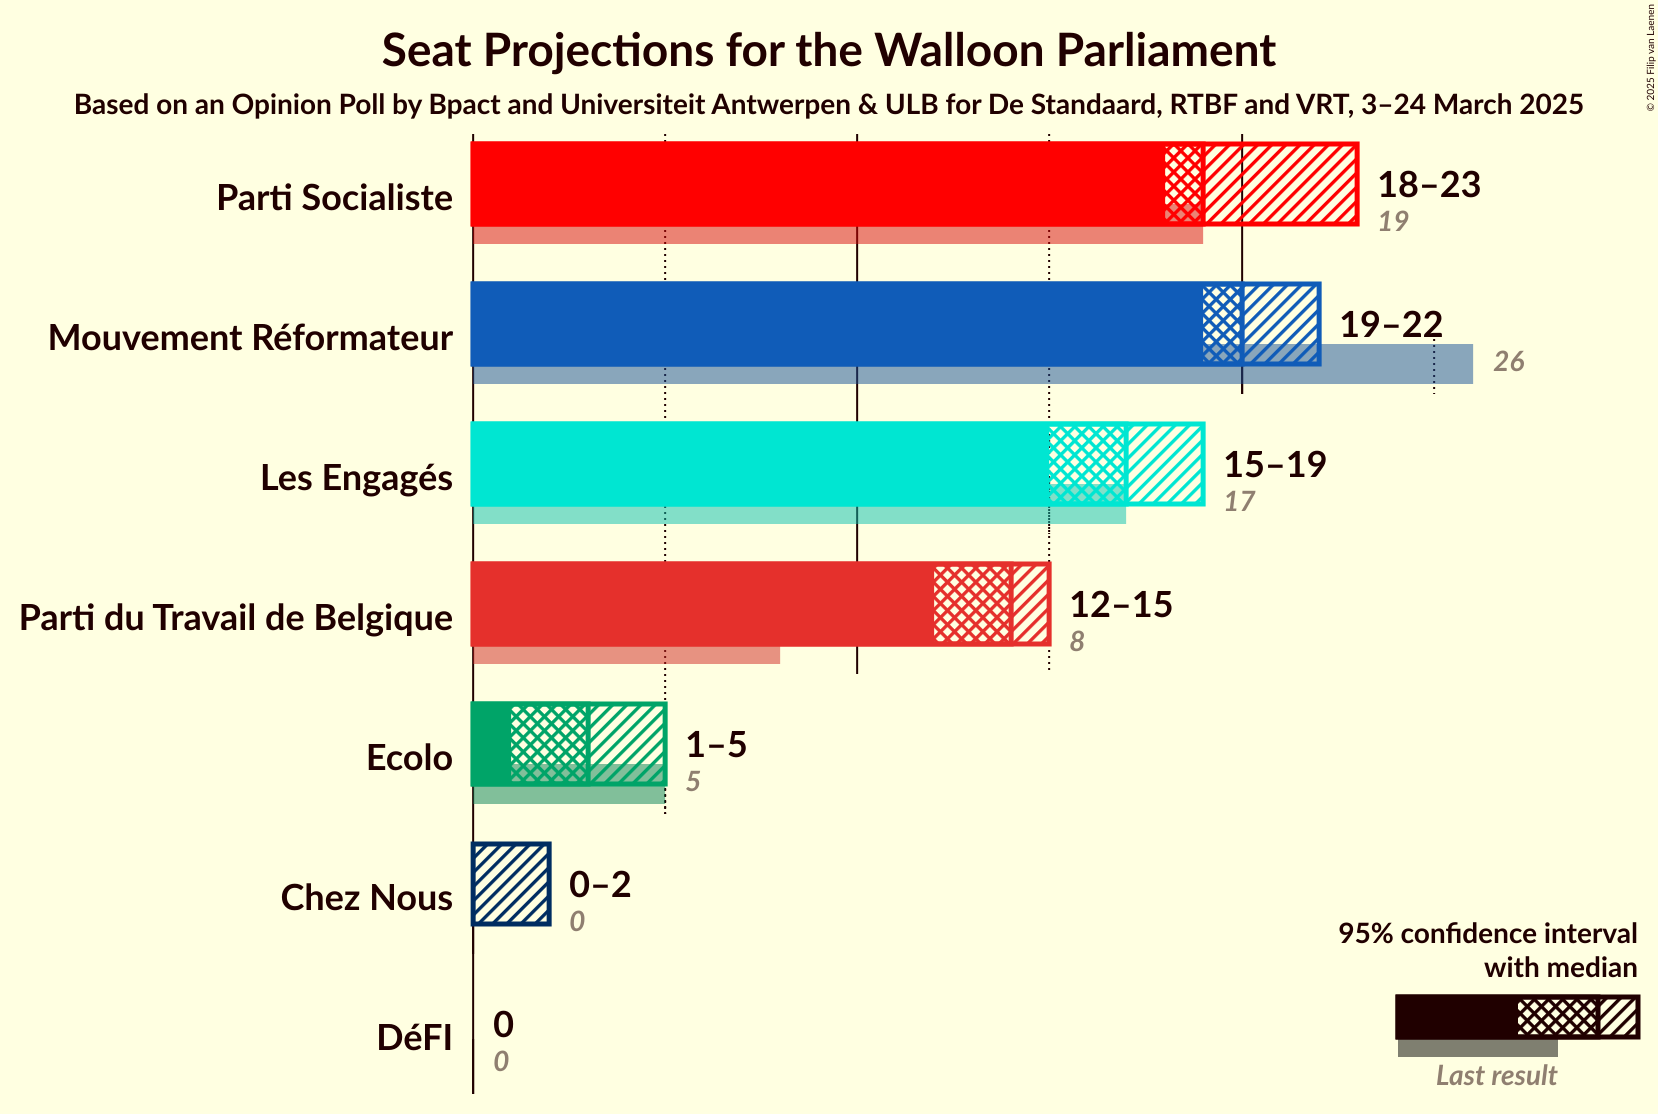 Seat Projections for the Walloon Parliament
Based on an Opinion Poll by Bpact and Universiteit Antwerpen & ULB for De Standaard, RTBF and VRT, 3–24 March 2025
© 2025 Filip van Laenen
Parti Socialiste
18–23
19
Mouvement Réformateur
19–22
26
Les Engagés
15–19
17
Parti du Travail de Belgique
12–15
8
Ecolo
1–5
5
Chez Nous
0–2
0
DéFI
0
0
95% confidence interval
with median
Last result